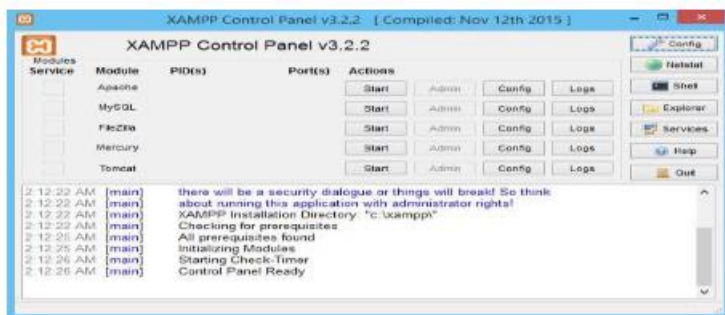 XAMPP Control Panel v3.2.2 [ Compiled: Nov 12th 2015 ]
XAMPP Control Panel v3.2.2
Config
Modules
Service Module PID(s) Port(s) Actions
Netstat
Apache Start Admin Config Logs
Shell
MySQL Start Admin Config Logs
Explorer
FileZilla Start Admin Config Logs
Services
Mercury Start Admin Config Logs
Help
Tomcat Start Admin Config Logs
Quit
2:12:22 AM [main] there will be a security dialogue or things will break! So think
2:12:22 AM [main] about running this application with administrator rights!
2:12:22 AM [main] XAMPP Installation Directory: "c:\xampp\"
2:12:22 AM [main] Checking for prerequisites
2:12:25 AM [main] All prerequisites found
2:12:25 AM [main] Initializing Modules
2:12:26 AM [main] Starting Check-Timer
2:12:26 AM [main] Control Panel Ready